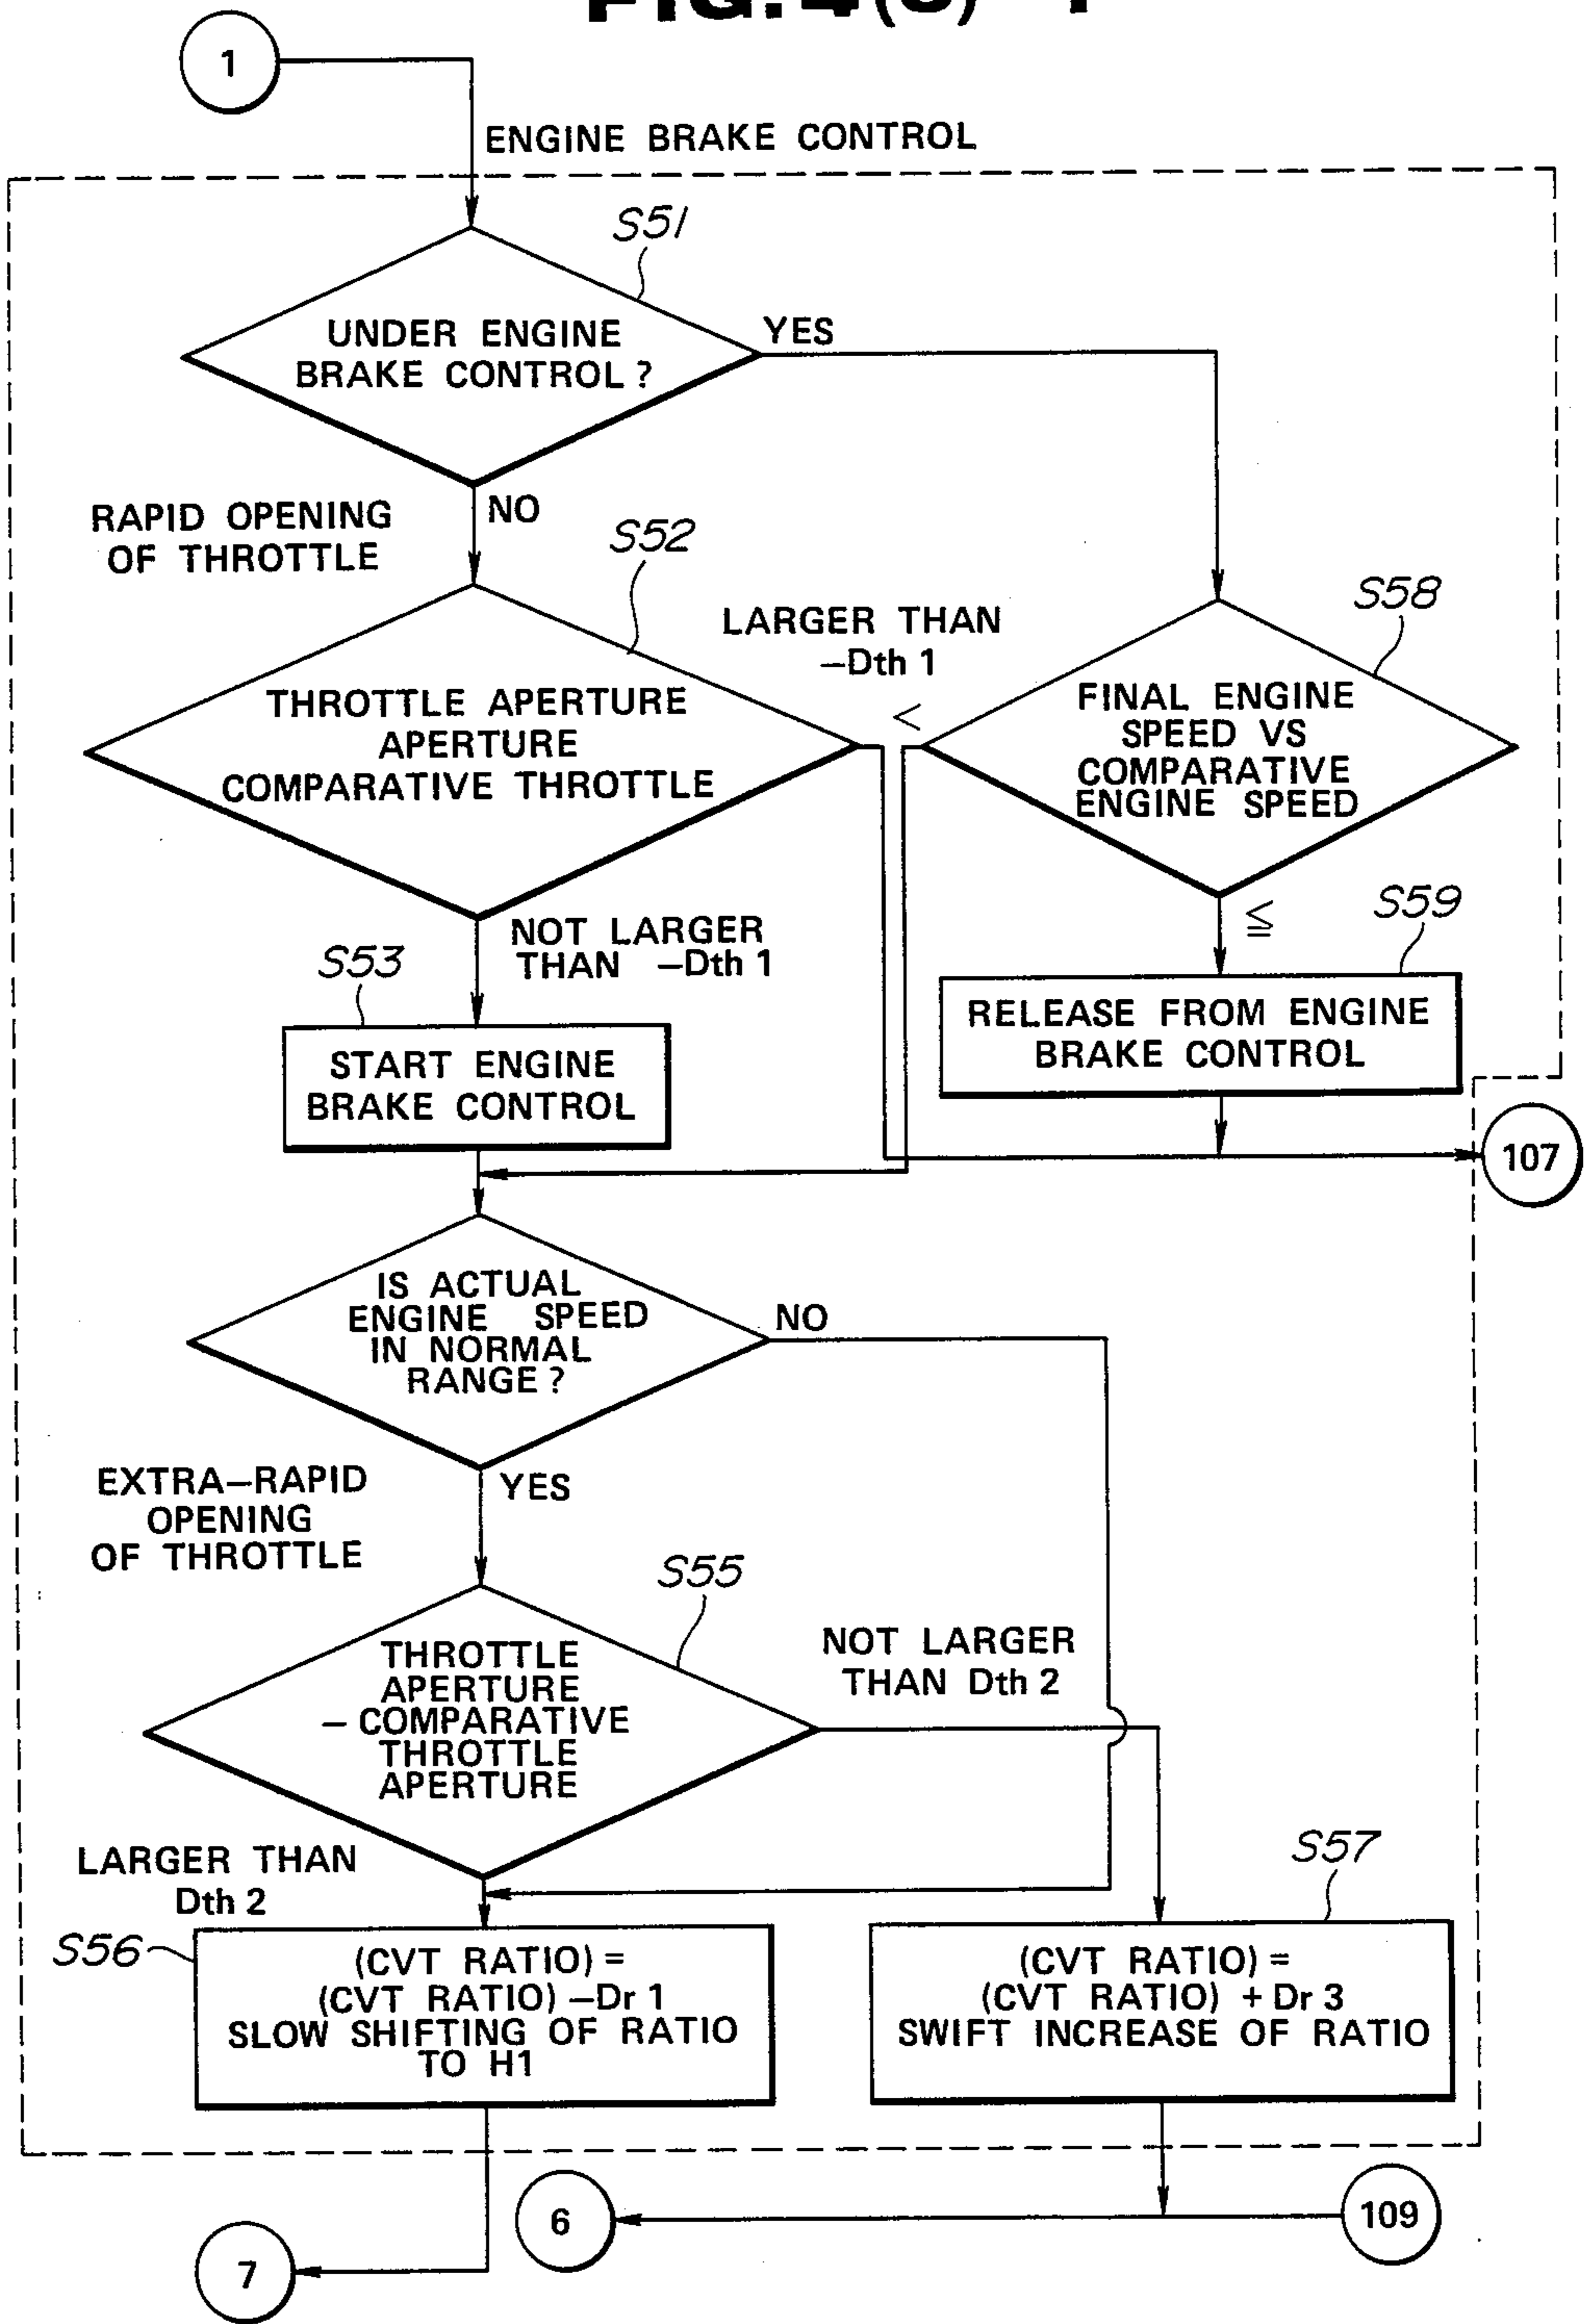 FIG. 4(C)-1
1
ENGINE BRAKE CONTROL
S51
UNDER ENGINE
BRAKE CONTROL ?
YES
NO
RAPID OPENING
OF THROTTLE
S52
THROTTLE APERTURE
APERTURE
COMPARATIVE THROTTLE
LARGER THAN
–Dth 1
<
S58
FINAL ENGINE
SPEED VS
COMPARATIVE
ENGINE SPEED
≦
NOT LARGER
THAN –Dth 1
S53
START ENGINE
BRAKE CONTROL
S59
RELEASE FROM ENGINE
BRAKE CONTROL
107
IS ACTUAL
ENGINE SPEED
IN NORMAL
RANGE ?
NO
YES
EXTRA–RAPID
OPENING
OF THROTTLE
S55
THROTTLE
APERTURE
– COMPARATIVE
THROTTLE
APERTURE
NOT LARGER
THAN Dth 2
LARGER THAN
Dth 2
S56
(CVT RATIO) =
(CVT RATIO) –Dr 1
SLOW SHIFTING OF RATIO
TO H1
S57
(CVT RATIO) =
(CVT RATIO) + Dr 3
SWIFT INCREASE OF RATIO
6
109
7